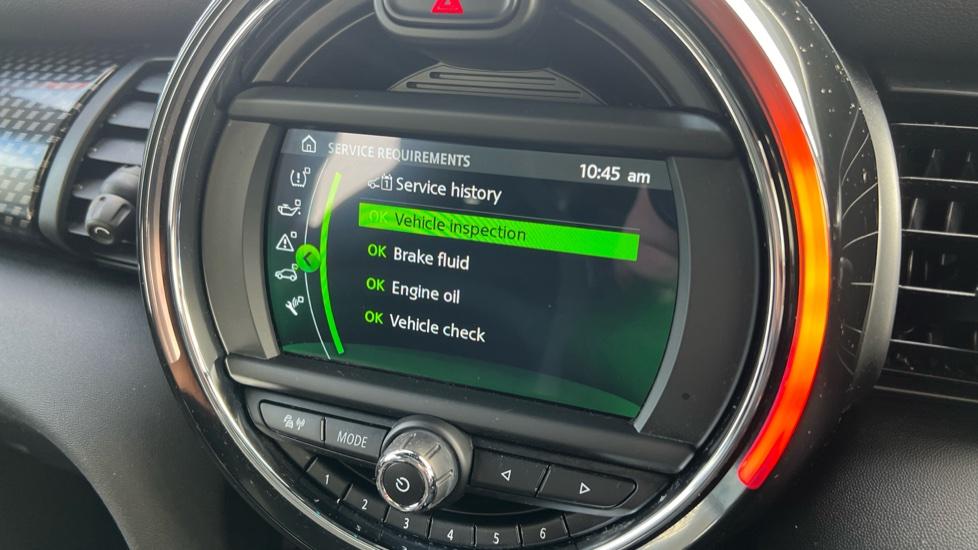 SERVICE REQUIREMENTS
10:45 am
1 Service history
OK Vehicle inspection
OK Brake fluid
OK Engine oil
OK Vehicle check
MODE
1
2
3
4
5
6